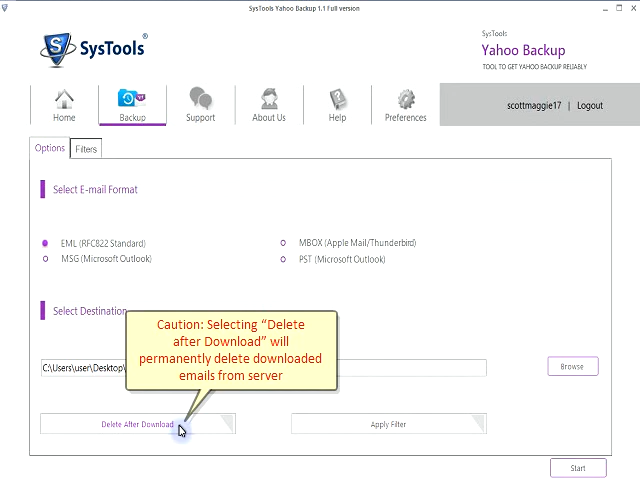 SysTools Yahoo Backup 1.1 Full version
SysTools®
SysTools
Yahoo Backup
TOOL TO GET YAHOO BACKUP RELIABLY
Home
Backup
Support
About Us
Help
Preferences
scottmaggie17 | Logout
Options
Filters
Select E-mail Format
EML (RFC822 Standard)
MBOX (Apple Mail/Thunderbird)
MSG (Microsoft Outlook)
PST (Microsoft Outlook)
Select Destination
Caution: Selecting “Delete
after Download” will
permanently delete downloaded
emails from server
C:\Users\user\Desktop\
Browse
Delete After Download
Apply Filter
Start